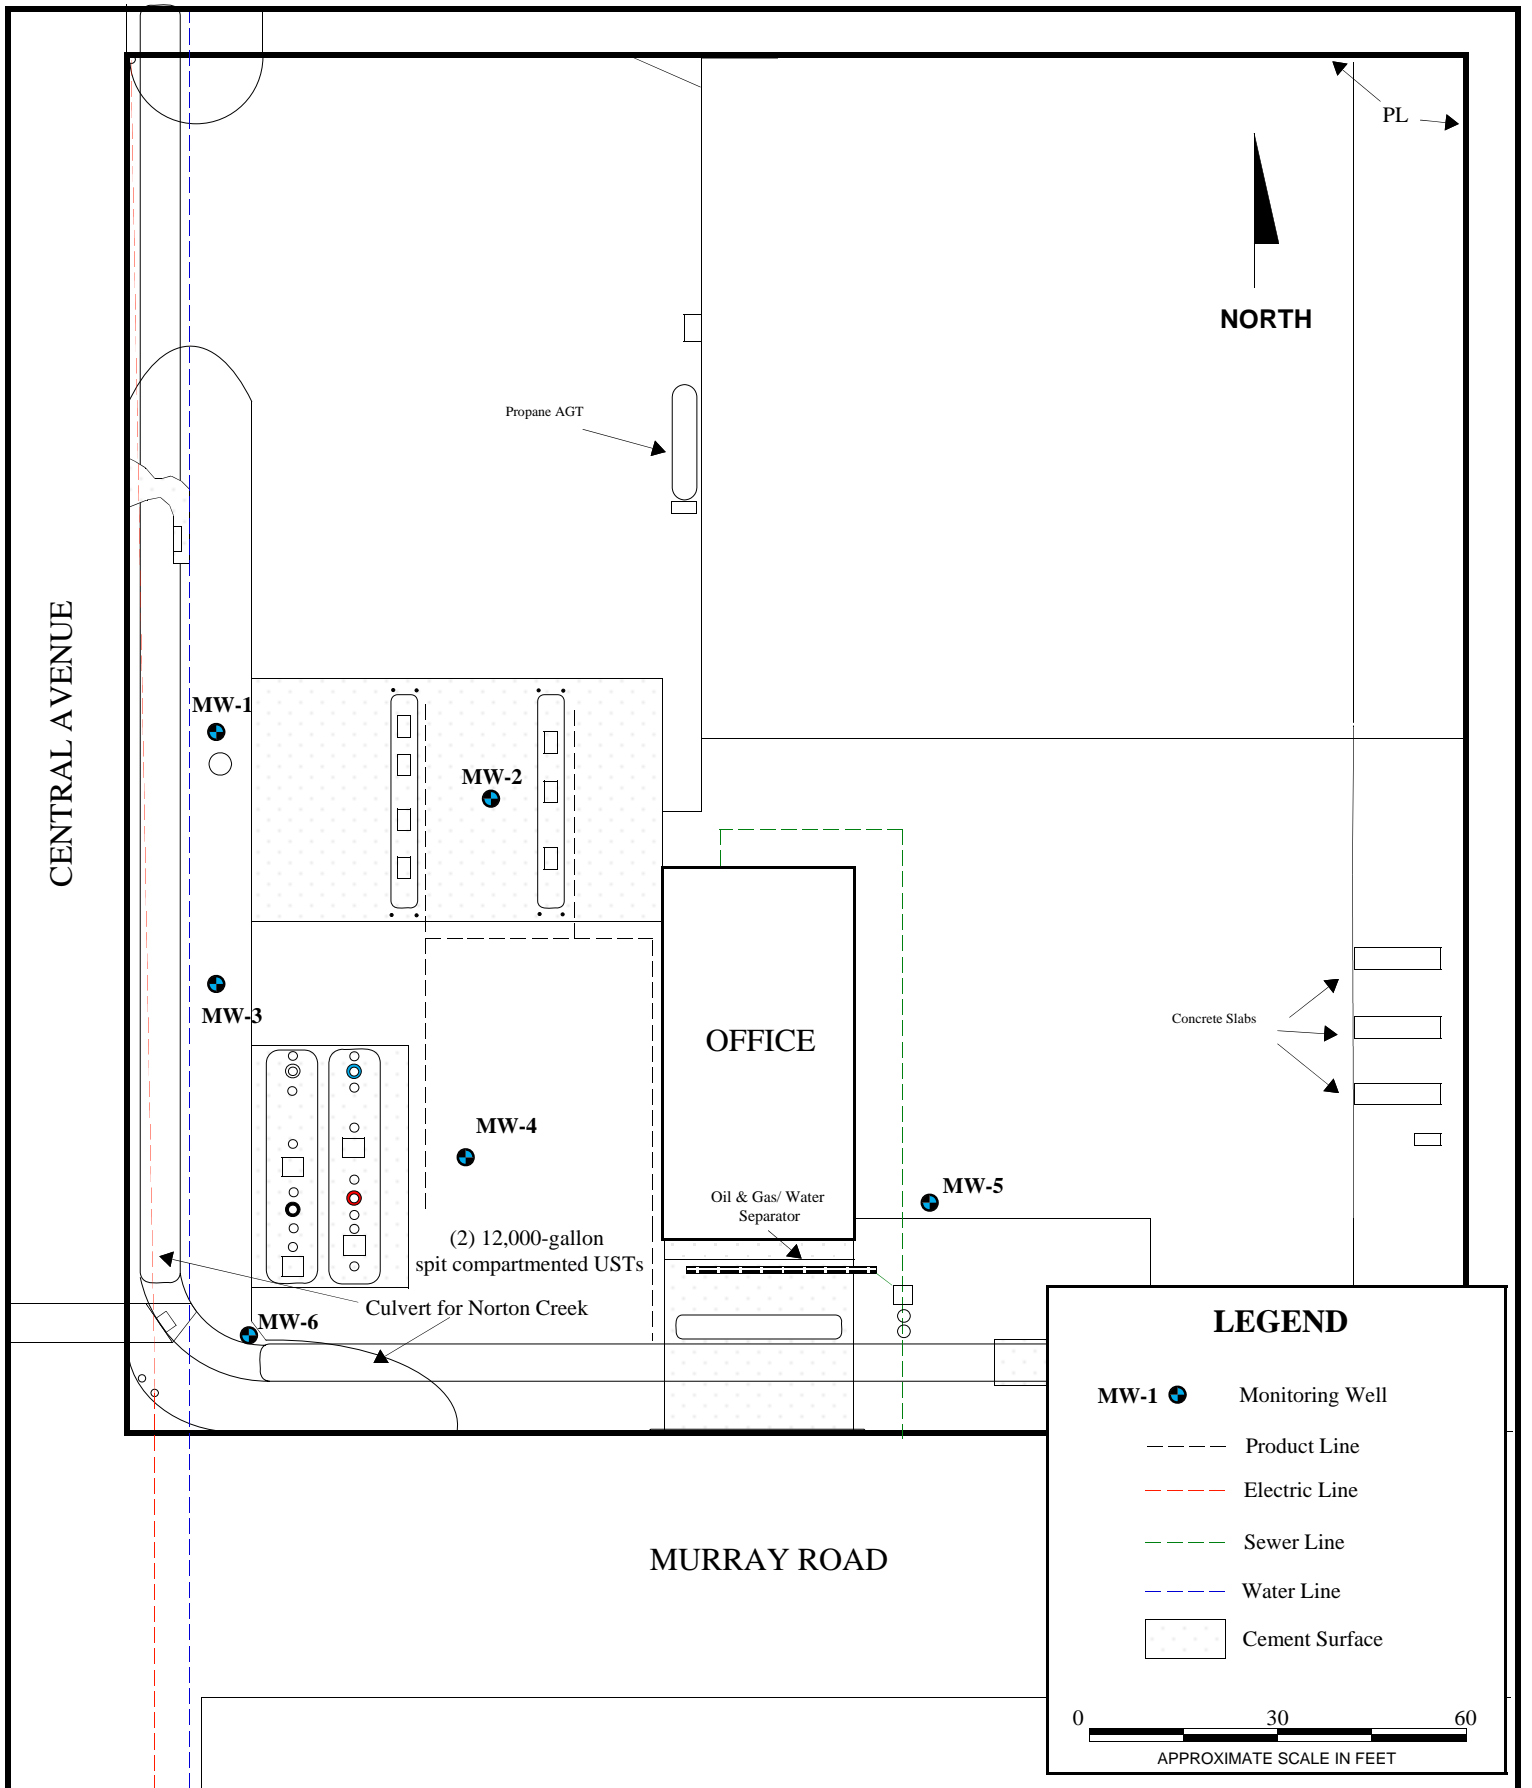 PL
NORTH
Propane AGT
CENTRAL AVENUE
MW-1
MW-2
MW-3
OFFICE
Concrete Slabs
MW-4
MW-5
Oil & Gas/ Water
Separator
(2) 12,000-gallon
spit compartmented USTs
Culvert for Norton Creek
MW-6
MURRAY ROAD
LEGEND
MW-1 Monitoring Well
Product Line
Electric Line
Sewer Line
Water Line
Cement Surface
0 30 60
APPROXIMATE SCALE IN FEET